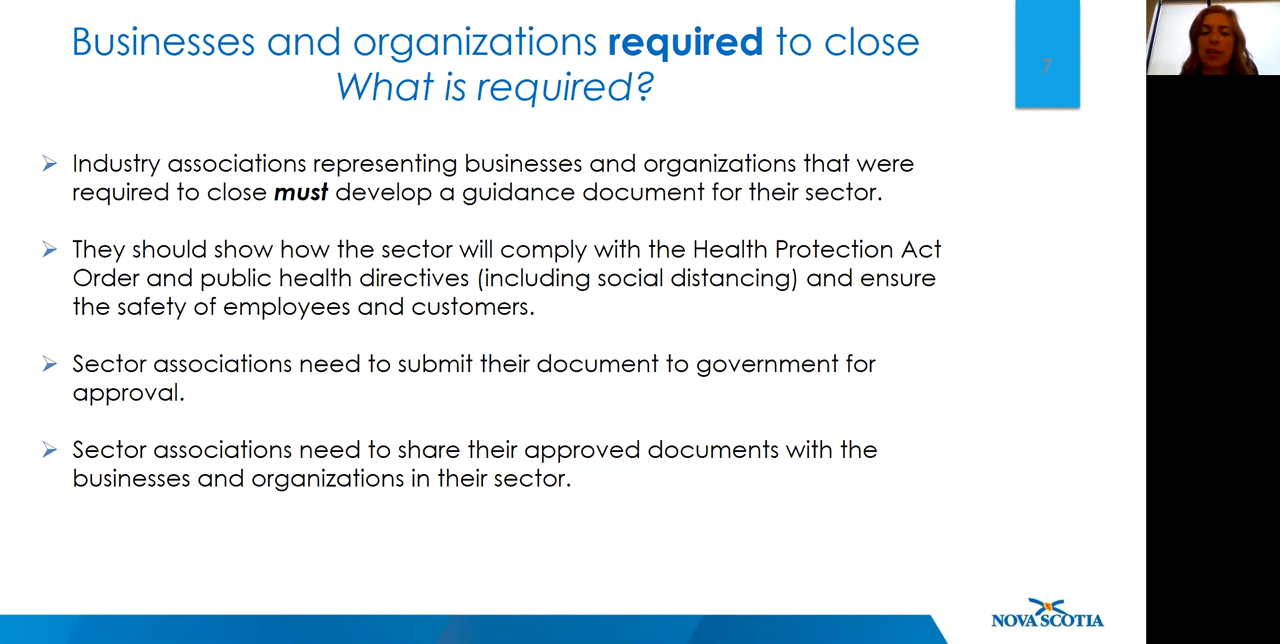 Businesses and organizations required to close
What is required?
7
Industry associations representing businesses and organizations that were
required to close must develop a guidance document for their sector.
They should show how the sector will comply with the Health Protection Act
Order and public health directives (including social distancing) and ensure
the safety of employees and customers.
Sector associations need to submit their document to government for
approval.
Sector associations need to share their approved documents with the
businesses and organizations in their sector.
NOVA SCOTIA